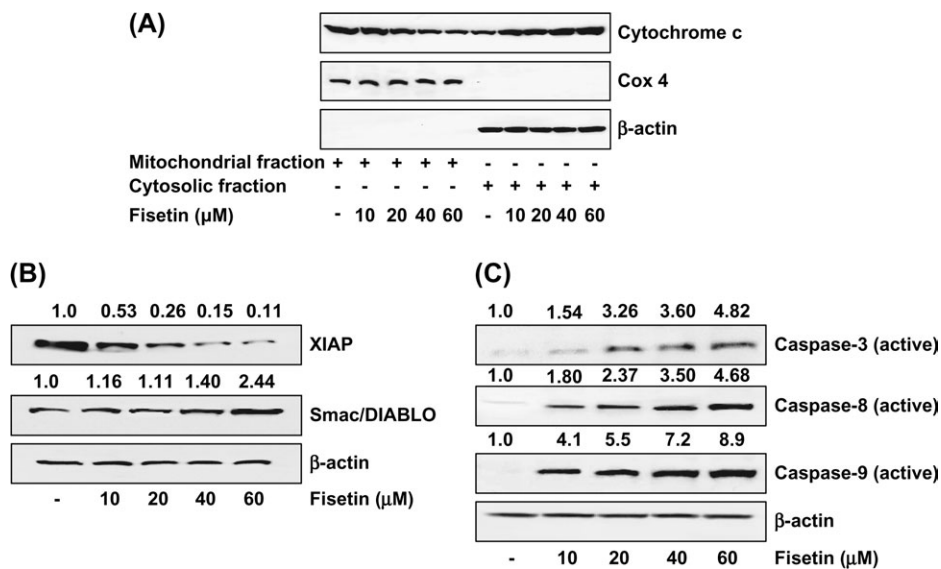 (A)
Cytochrome c
Cox 4
β-actin
Mitochondrial fraction + + + + + - - - - -
Cytosolic fraction - - - - - + + + + +
Fisetin (μM) - 10 20 40 60 - 10 20 40 60
(B)
1.0 0.53 0.26 0.15 0.11
XIAP
1.0 1.16 1.11 1.40 2.44
Smac/DIABLO
β-actin
- 10 20 40 60 Fisetin (μM)
(C)
1.0 1.54 3.26 3.60 4.82
Caspase-3 (active)
1.0 1.80 2.37 3.50 4.68
Caspase-8 (active)
1.0 4.1 5.5 7.2 8.9
Caspase-9 (active)
β-actin
- 10 20 40 60 Fisetin (μM)